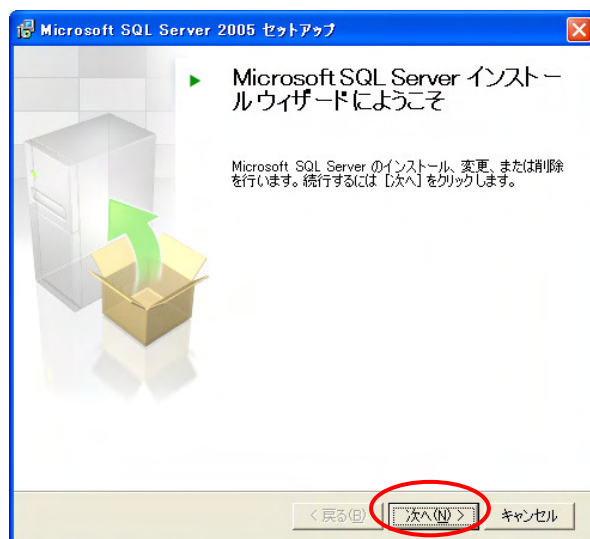 Microsoft SQL Server 2005 セットアップ
Microsoft SQL Server インストー
ル ウィザードにようこそ
Microsoft SQL Server のインストール、変更、または削除
を行います。続行するには [次へ] をクリックします。
< 戻る(B) 次へ(N) > キャンセル